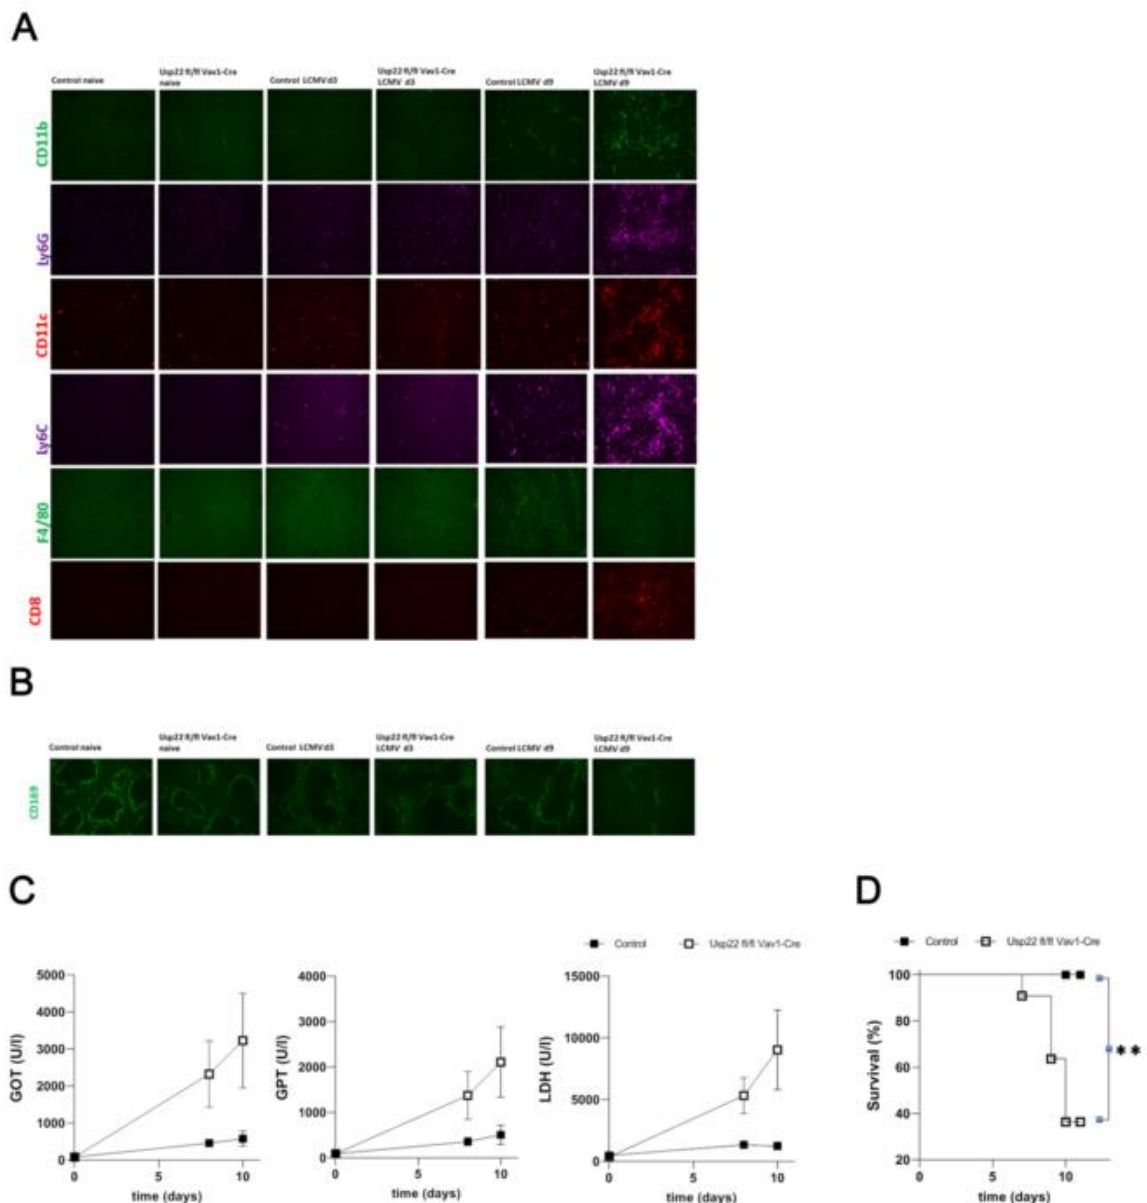 A
Control naive
Usp22 fl/fl Vav1-Cre
naive
Control LCMV d3
Usp22 fl/fl Vav1-Cre
LCMV d3
Control LCMV d9
Usp22 fl/fl Vav1-Cre
LCMV d9
CD11b
Ly6G
CD11c
Ly6C
F4/80
CD8
B
Control naive
Usp22 fl/fl Vav1-Cre
naive
Control LCMV d3
Usp22 fl/fl Vav1-Cre
LCMV d3
Control LCMV d9
Usp22 fl/fl Vav1-Cre
LCMV d9
CD169
C
Control
Usp22 fl/fl Vav1-Cre
GOT (U/l)
5000
4000
3000
2000
1000
0
0
5
10
time (days)
GPT (U/l)
4000
3000
2000
1000
0
0
5
10
time (days)
LDH (U/l)
15000
10000
5000
0
0
5
10
time (days)
D
Control
Usp22 fl/fl Vav1-Cre
Survival (%)
100
80
60
40
20
0
5
10
time (days)
**